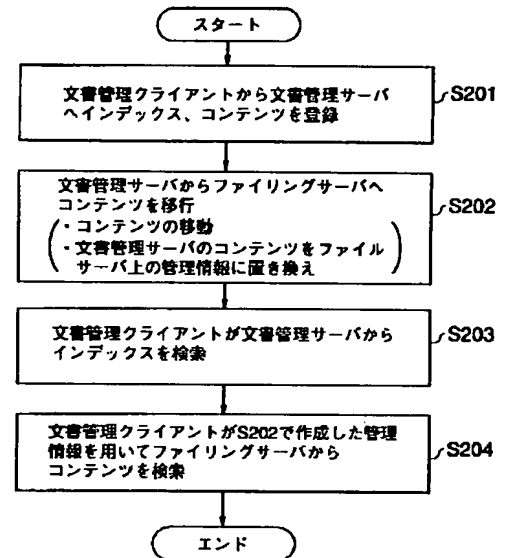 スタート
文書管理クライアントから文書管理サーバ
へインデックス、コンテンツを登録
S201
文書管理サーバからファイリングサーバへ
コンテンツを移行
・コンテンツの移動
・文書管理サーバのコンテンツをファイル
サーバ上の管理情報に置き換え
S202
文書管理クライアントが文書管理サーバから
インデックスを検索
S203
文書管理クライアントがS202で作成した管理
情報を用いてファイリングサーバから
コンテンツを検索
S204
エンド